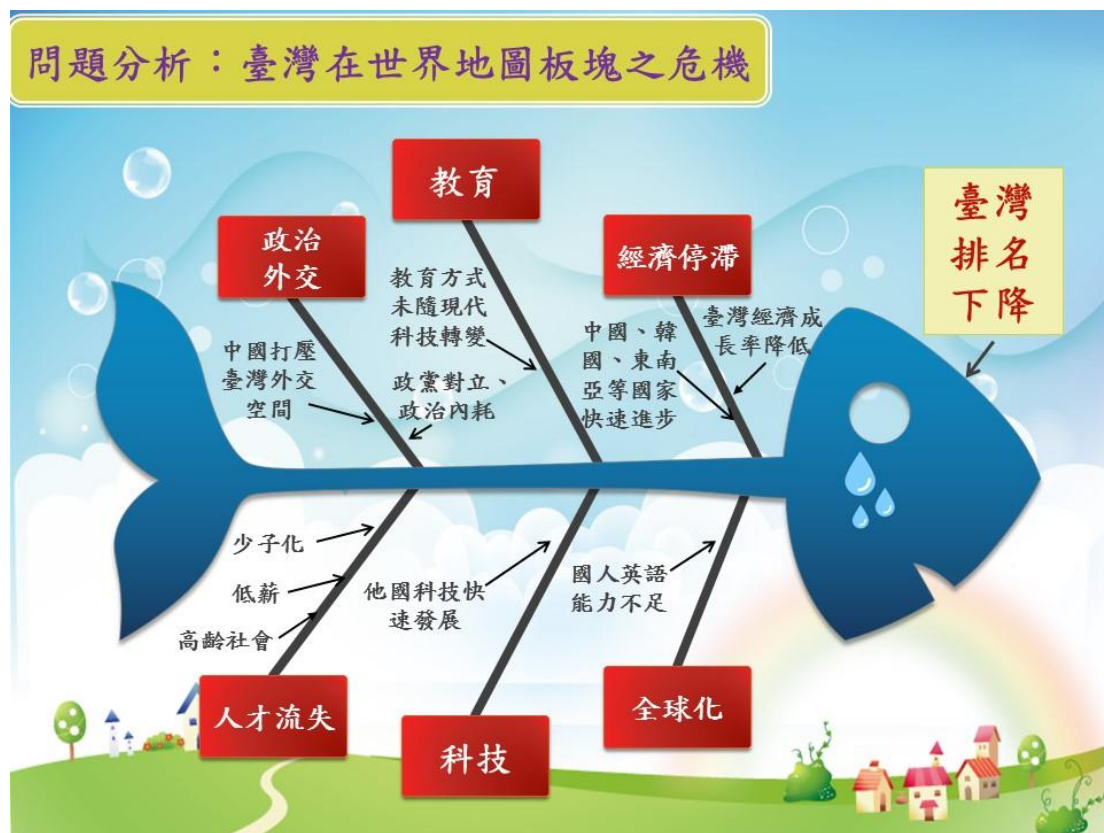 問題分析：臺灣在世界地圖板塊之危機
教育
政治
外交
經濟停滯
臺灣
排名
下降
教育方式
未隨現代
科技轉變
中國打壓
臺灣外交
空間
政黨對立、
政治內耗
中國、韓
國、東南
亞等國家
快速進步
臺灣經濟成
長率降低
少子化
低薪
高齡社會
他國科技快
速發展
國人英語
能力不足
人才流失
科技
全球化